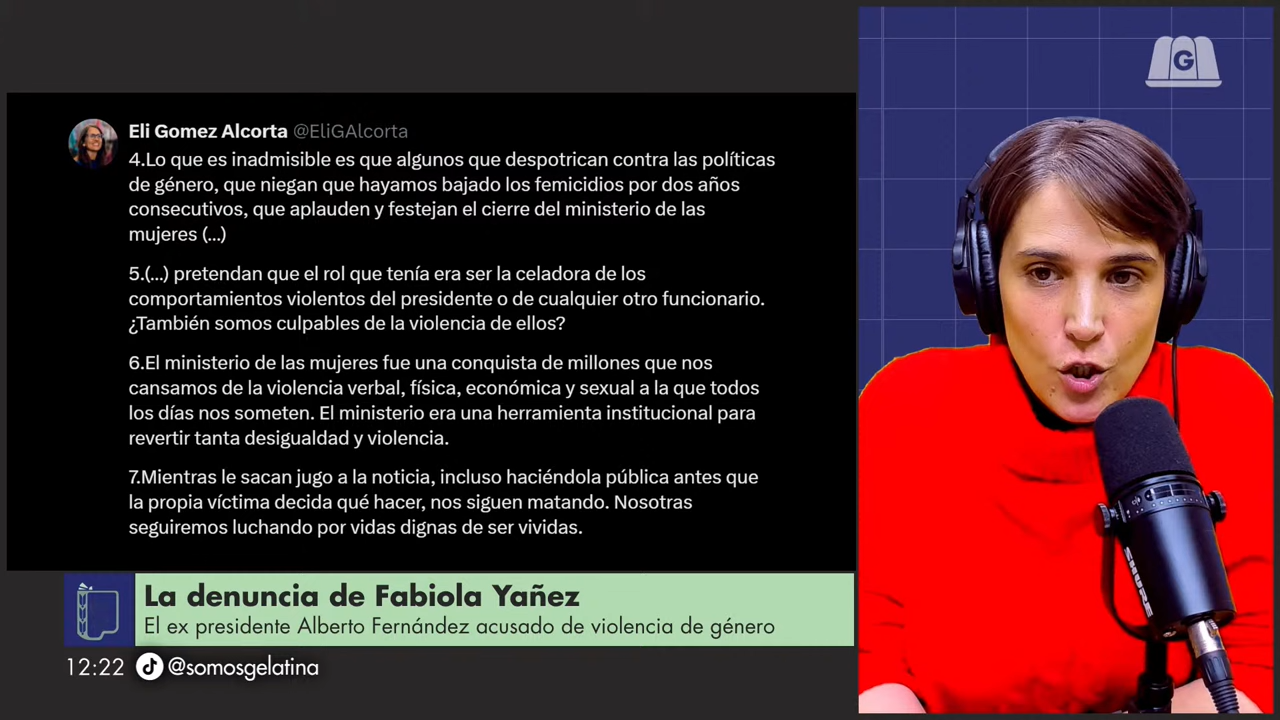 G
Eli Gomez Alcorta @EliGAlcorta
4.Lo que es inadmisible es que algunos que despotrican contra las políticas
de género, que niegan que hayamos bajado los femicidios por dos años
consecutivos, que aplauden y festejan el cierre del ministerio de las
mujeres (...)
5.(...) pretendan que el rol que tenía era ser la celadora de los
comportamientos violentos del presidente o de cualquier otro funcionario.
¿También somos culpables de la violencia de ellos?
6.El ministerio de las mujeres fue una conquista de millones que nos
cansamos de la violencia verbal, física, económica y sexual a la que todos
los días nos someten. El ministerio era una herramienta institucional para
revertir tanta desigualdad y violencia.
7.Mientras le sacan jugo a la noticia, incluso haciéndola pública antes que
la propia víctima decida qué hacer, nos siguen matando. Nosotras
seguiremos luchando por vidas dignas de ser vividas.
La denuncia de Fabiola Yañez
El ex presidente Alberto Fernández acusado de violencia de género
12:22 @somosgelatina
SHURE